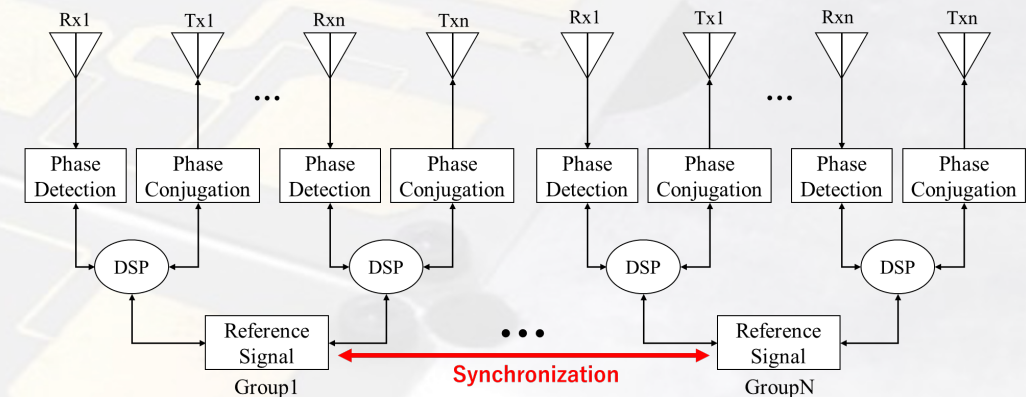 Rx1
Tx1
Rxn
Txn
Rx1
Tx1
Rxn
Txn
...
...
Phase
Detection
Phase
Conjugation
Phase
Detection
Phase
Conjugation
Phase
Detection
Phase
Conjugation
Phase
Detection
Phase
Conjugation
DSP
DSP
DSP
DSP
...
Reference
Signal
Reference
Signal
Synchronization
Group1
GroupN